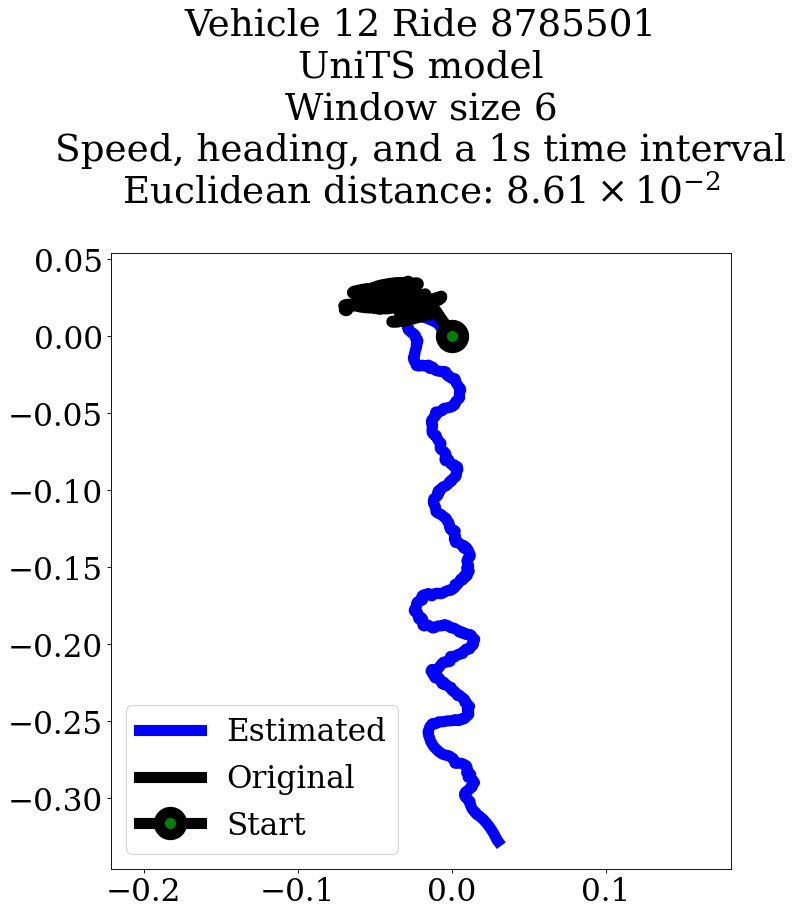 Vehicle 12 Ride 8785501
UniTS model
Window size 6
Speed, heading, and a 1s time interval
Euclidean distance: 8.61 × 10⁻²
0.05
0.00
−0.05
−0.10
−0.15
−0.20
−0.25
−0.30
Estimated
Original
Start
−0.2 −0.1 0.0 0.1